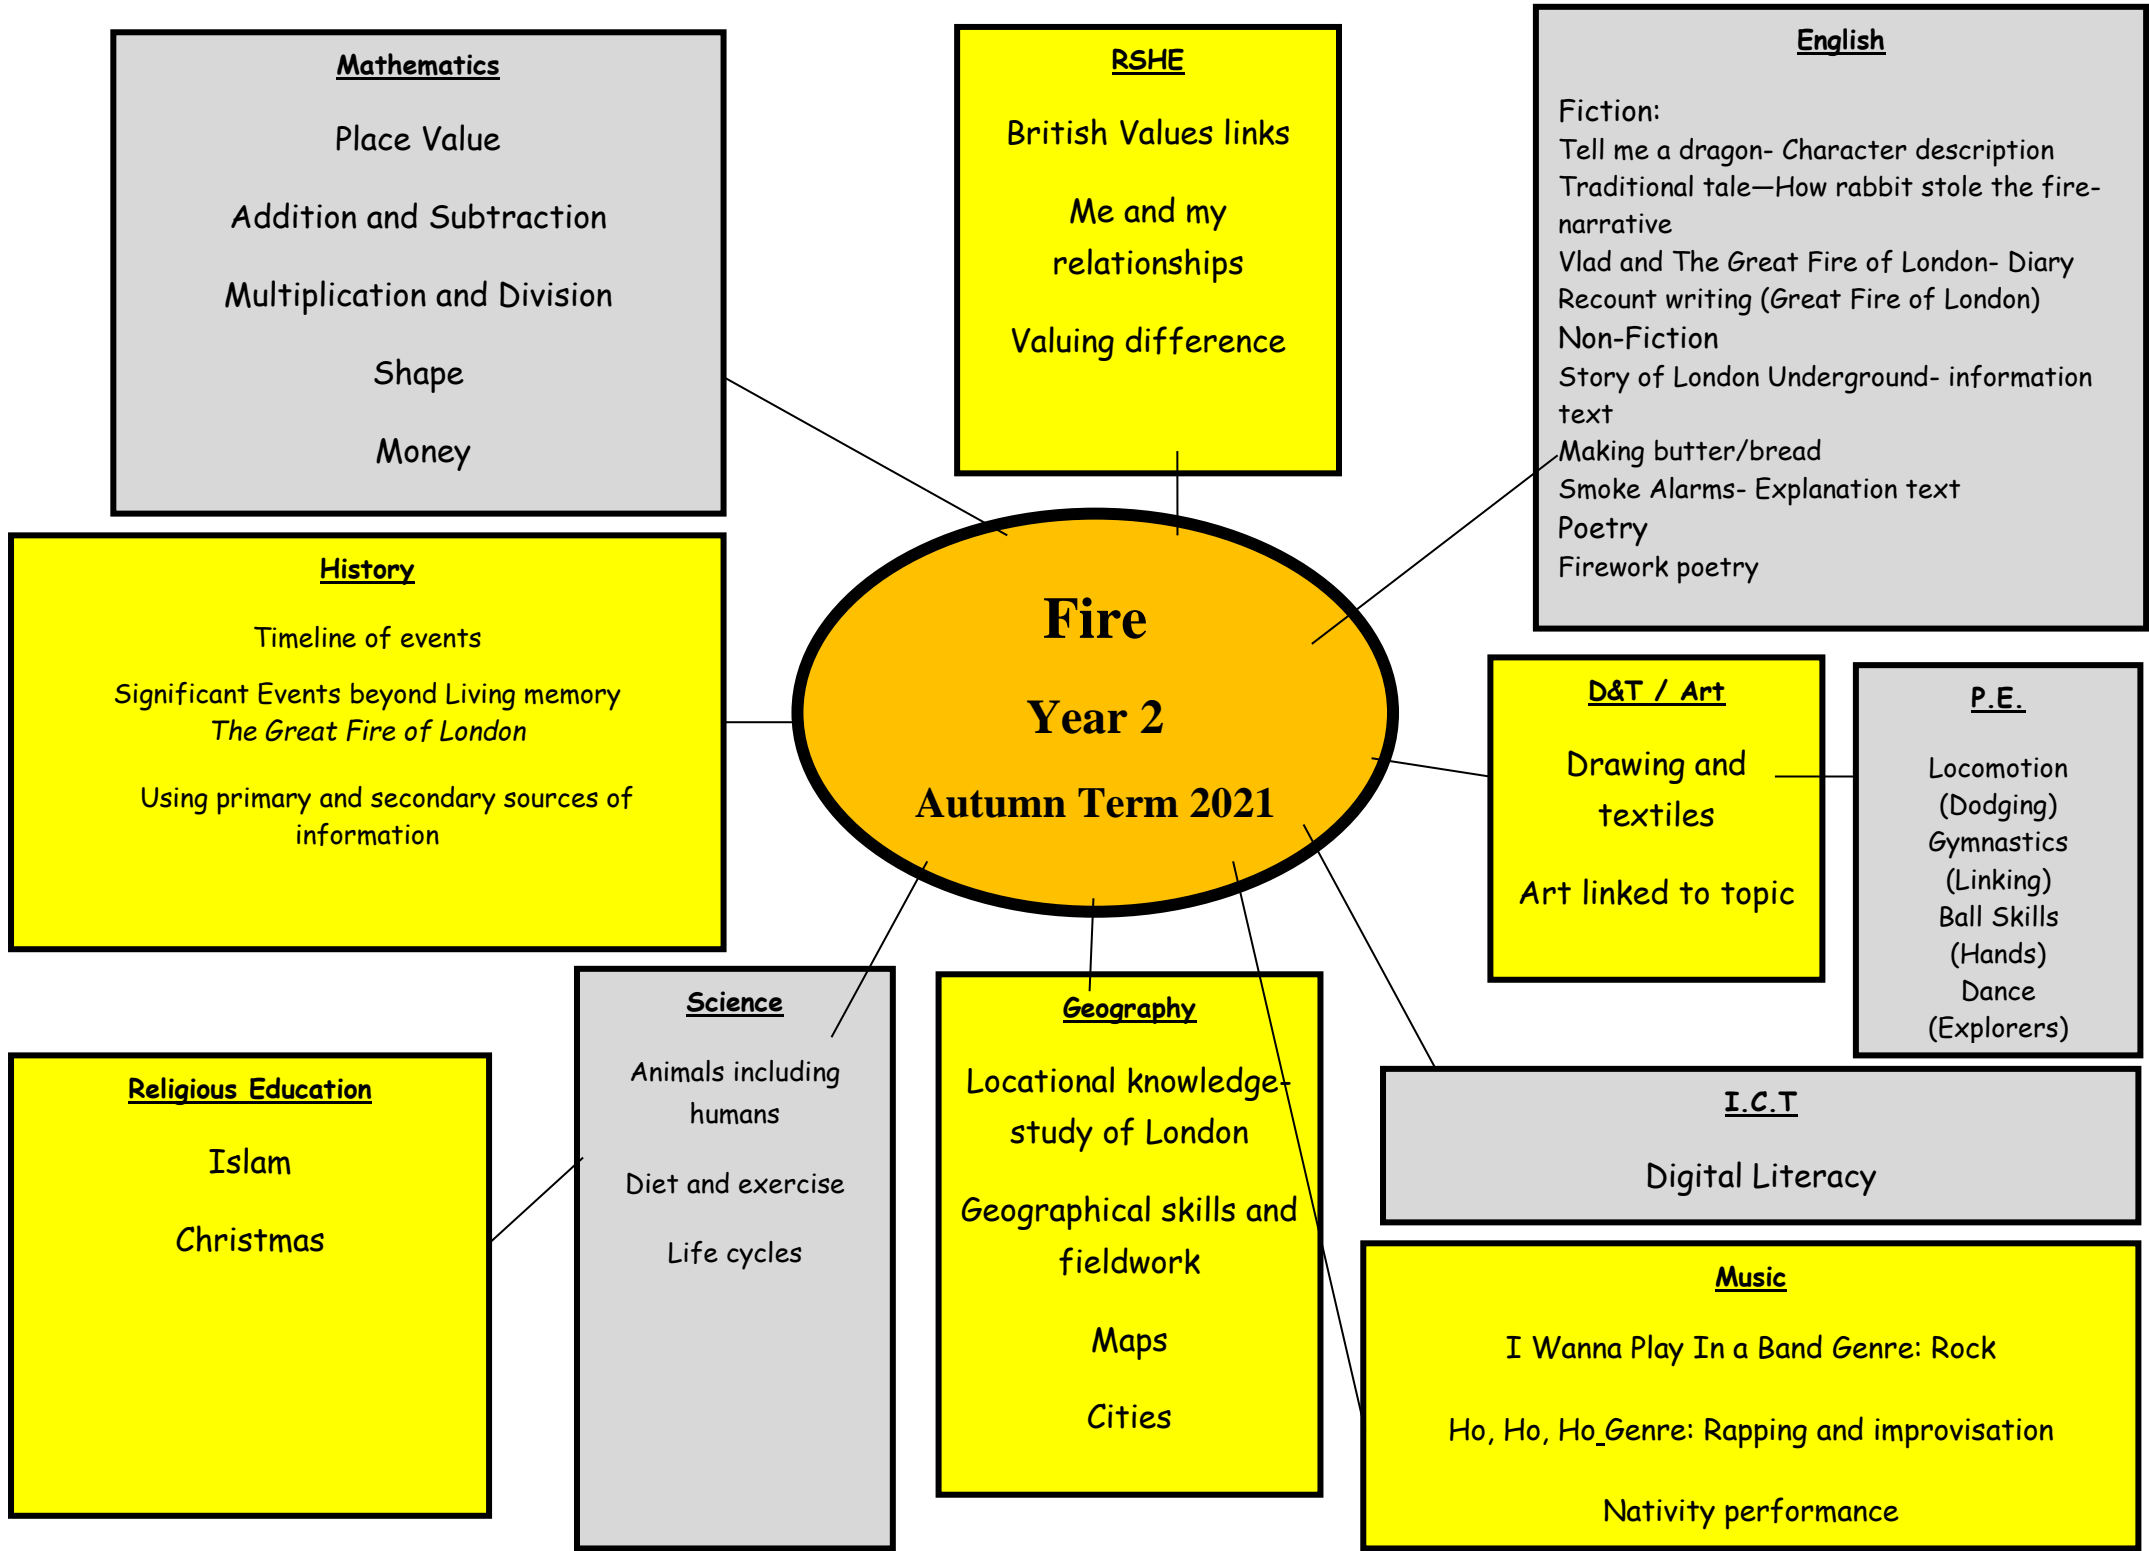 Mathematics
Place Value
Addition and Subtraction
Multiplication and Division
Shape
Money
RSHE
British Values links
Me and my
relationships
Valuing difference
English
Fiction:
Tell me a dragon- Character description
Traditional tale—How rabbit stole the fire-
narrative
Vlad and The Great Fire of London- Diary
Recount writing (Great Fire of London)
Non-Fiction
Story of London Underground- information
text
Making butter/bread
Smoke Alarms- Explanation text
Poetry
Firework poetry
History
Timeline of events
Significant Events beyond Living memory
The Great Fire of London
Using primary and secondary sources of
information
Fire
Year 2
Autumn Term 2021
D&T / Art
Drawing and
textiles
Art linked to topic
P.E.
Locomotion
(Dodging)
Gymnastics
(Linking)
Ball Skills
(Hands)
Dance
(Explorers)
Religious Education
Islam
Christmas
Science
Animals including
humans
Diet and exercise
Life cycles
Geography
Locational knowledge-
study of London
Geographical skills and
fieldwork
Maps
Cities
I.C.T
Digital Literacy
Music
I Wanna Play In a Band Genre: Rock
Ho, Ho, Ho Genre: Rapping and improvisation
Nativity performance